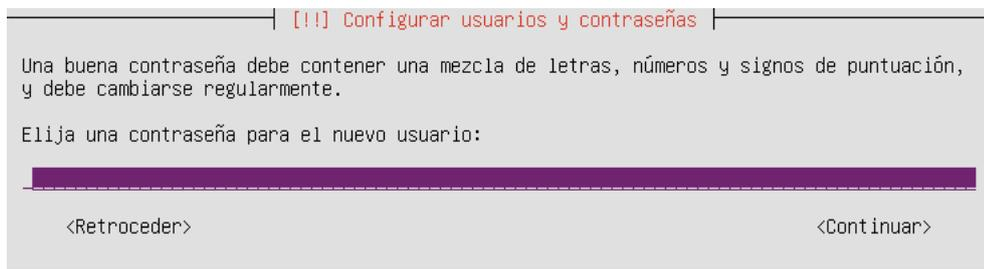 [!!] Configurar usuarios y contraseñas
Una buena contraseña debe contener una mezcla de letras, números y signos de puntuación,
y debe cambiarse regularmente.
Elija una contraseña para el nuevo usuario:
<Retroceder> <Continuar>